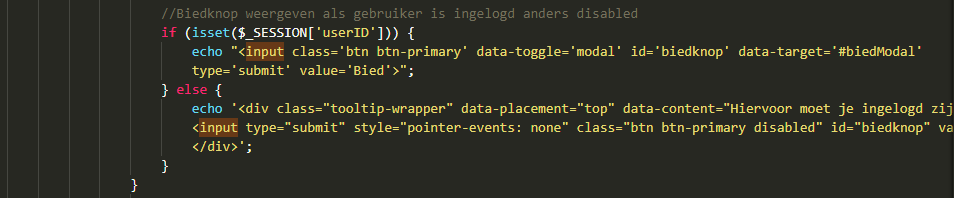 //Biedknop weergeven als gebruiker is ingelogd anders disabled
if (isset($_SESSION['userID'])) {
echo "<input class='btn btn-primary' data-toggle='modal' id='biedknop' data-target='#biedModal'
type='submit' value='Bied'>";
} else {
echo '<div class="tooltip-wrapper" data-placement="top" data-content="Hiervoor moet je ingelogd zij
<input type="submit" style="pointer-events: none" class="btn btn-primary disabled" id="biedknop" va
</div>';
}
}